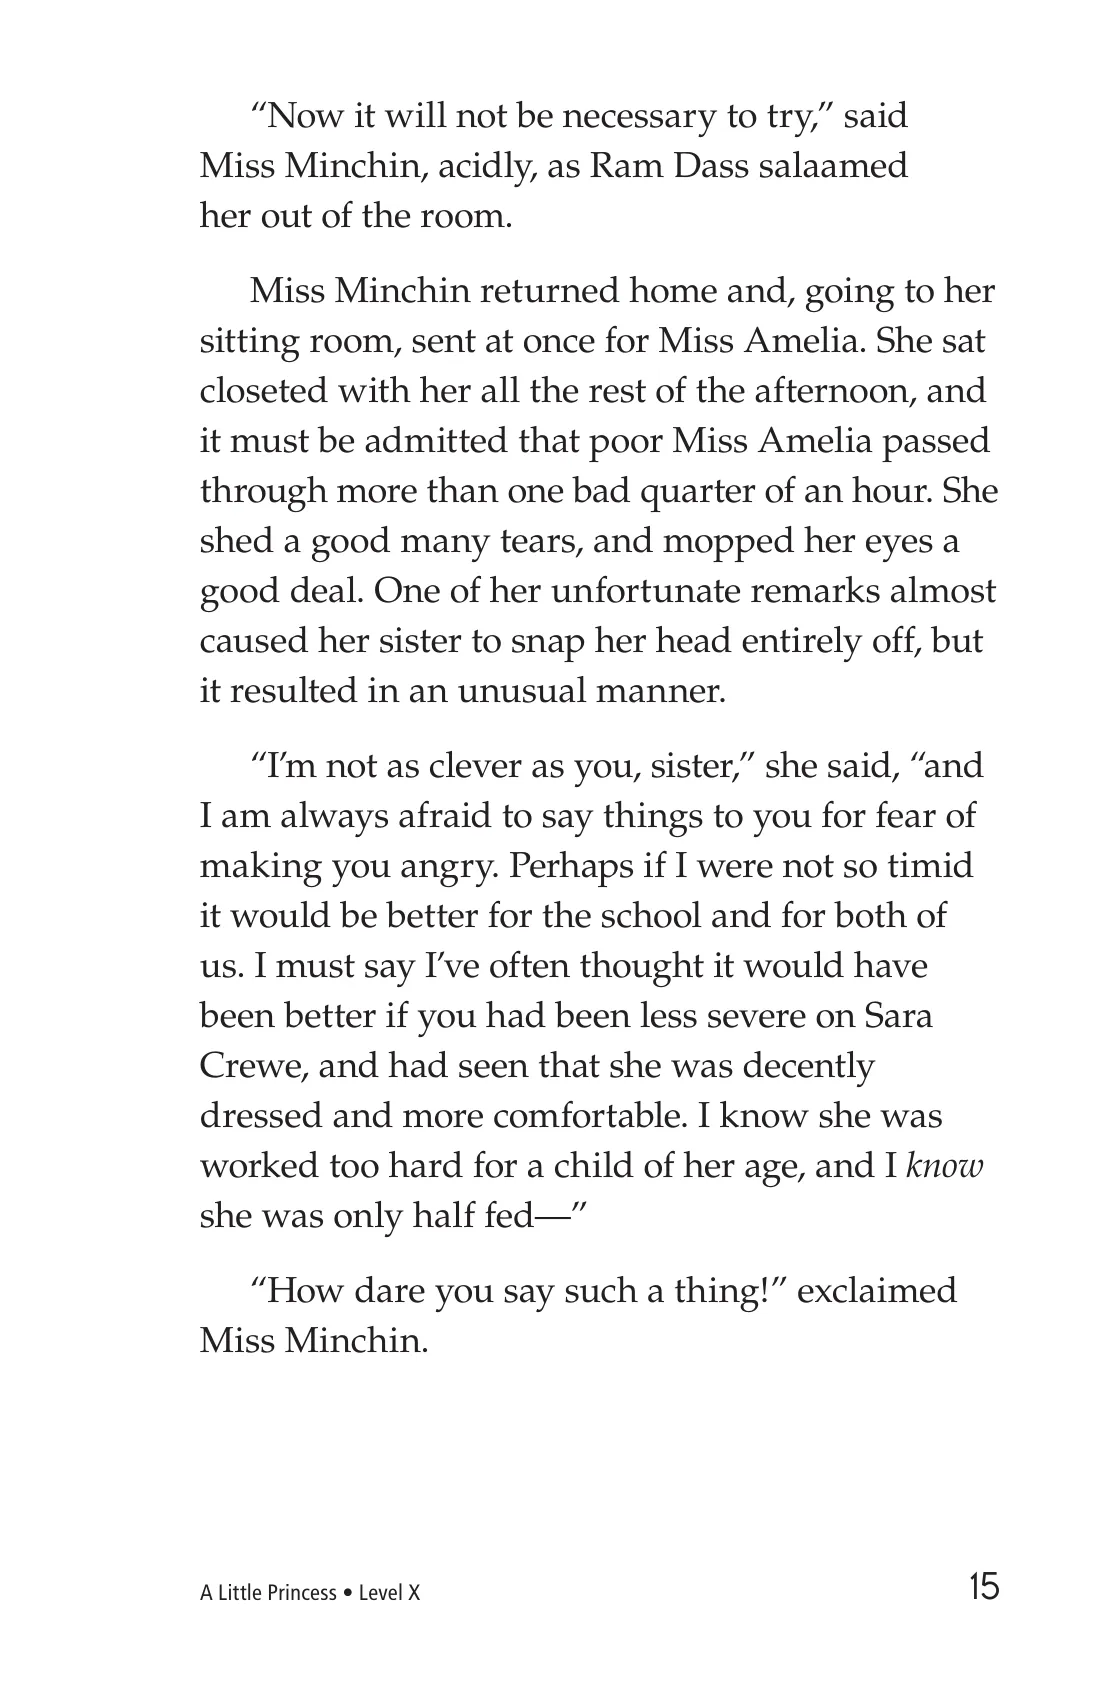 “Now it will not be necessary to try,” said
Miss Minchin, acidly, as Ram Dass salaamed
her out of the room.
Miss Minchin returned home and, going to her
sitting room, sent at once for Miss Amelia. She sat
closeted with her all the rest of the afternoon, and
it must be admitted that poor Miss Amelia passed
through more than one bad quarter of an hour. She
shed a good many tears, and mopped her eyes a
good deal. One of her unfortunate remarks almost
caused her sister to snap her head entirely off, but
it resulted in an unusual manner.
“I’m not as clever as you, sister,” she said, “and
I am always afraid to say things to you for fear of
making you angry. Perhaps if I were not so timid
it would be better for the school and for both of
us. I must say I’ve often thought it would have
been better if you had been less severe on Sara
Crewe, and had seen that she was decently
dressed and more comfortable. I know she was
worked too hard for a child of her age, and I know
she was only half fed—”
“How dare you say such a thing!” exclaimed
Miss Minchin.
A Little Princess • Level X
15